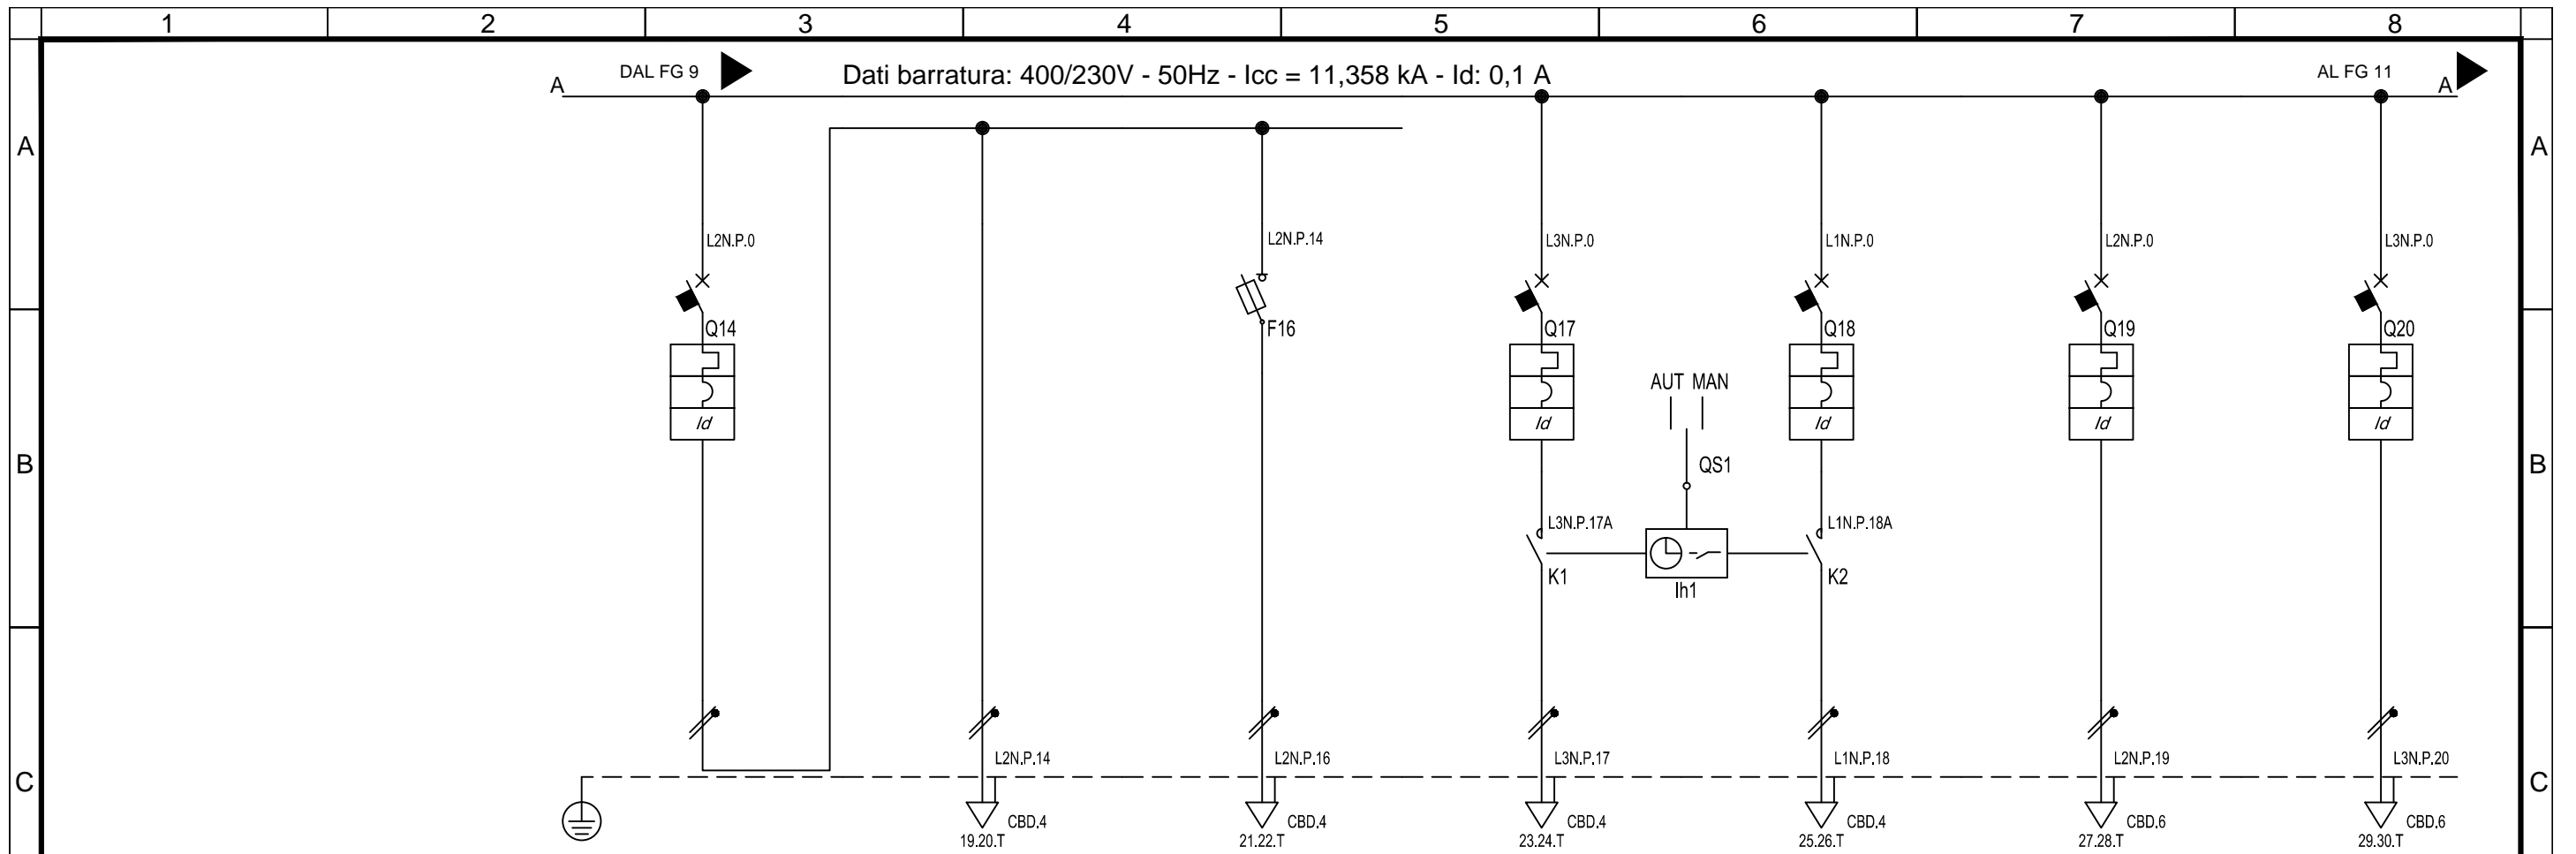 1 2 3 4 5 6 7 8
DAL FG 9
Dati barratura: 400/230V - 50Hz - Icc = 11,358 kA - Id: 0,1 A
AL FG 11
A A
A A
L2N.P.0 L2N.P.14 L3N.P.0 L1N.P.0 L2N.P.0 L3N.P.0
Q14 F16 Q17 Q18 Q19 Q20
AUT MAN
Id Id Id Id Id
B B
QS1
L3N.P.17A L1N.P.18A
K1 K2
Ih1
L2N.P.14 L2N.P.16 L3N.P.17 L1N.P.18 L2N.P.19 L3N.P.20
C C
CBD.4 CBD.4 CBD.4 CBD.4 CBD.6 CBD.6
19.20.T 21.22.T 23.24.T 25.26.T 27.28.T 29.30.T